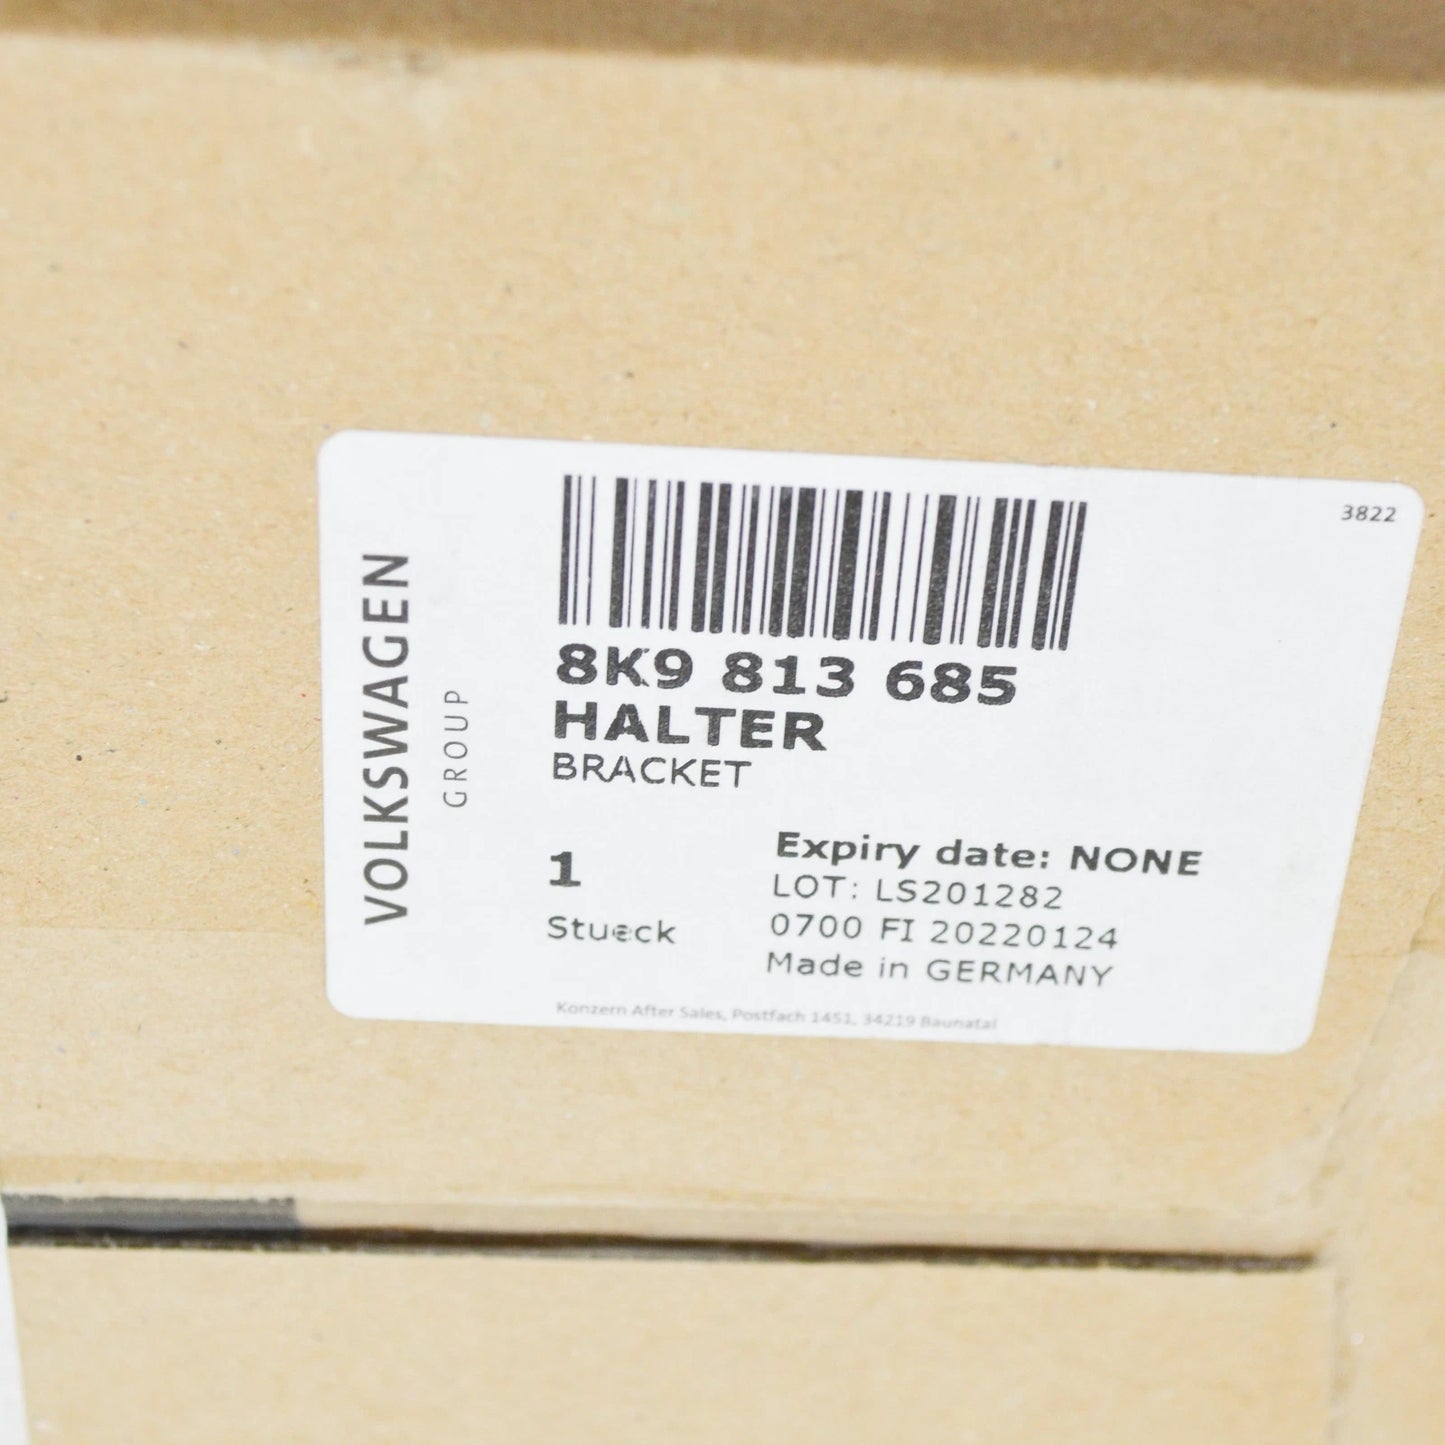 VOLKSWAGEN
GROUP
3822
8K9 813 685
HALTER
BRACKET
1
Stueck
Expiry date: NONE
LOT: LS201282
0700 FI 20220124
Made in GERMANY
Konzern After Sales, Postfach 1451, 34219 Baunatal